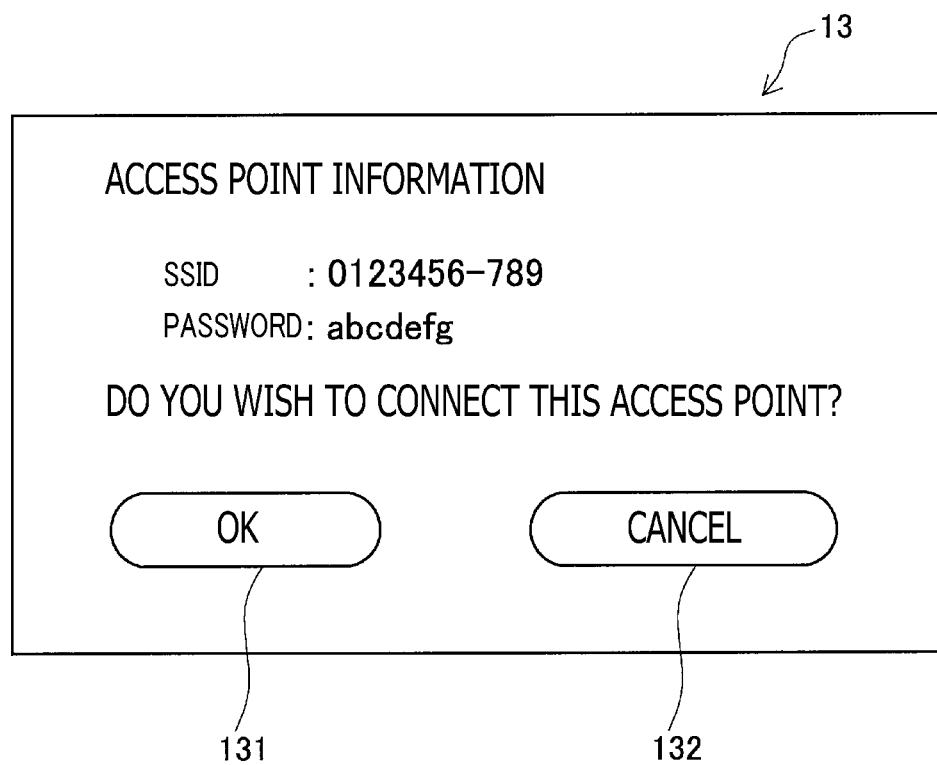 13
ACCESS POINT INFORMATION
SSID : 0123456-789
PASSWORD: abcdefg
DO YOU WISH TO CONNECT THIS ACCESS POINT?
OK CANCEL
131 132